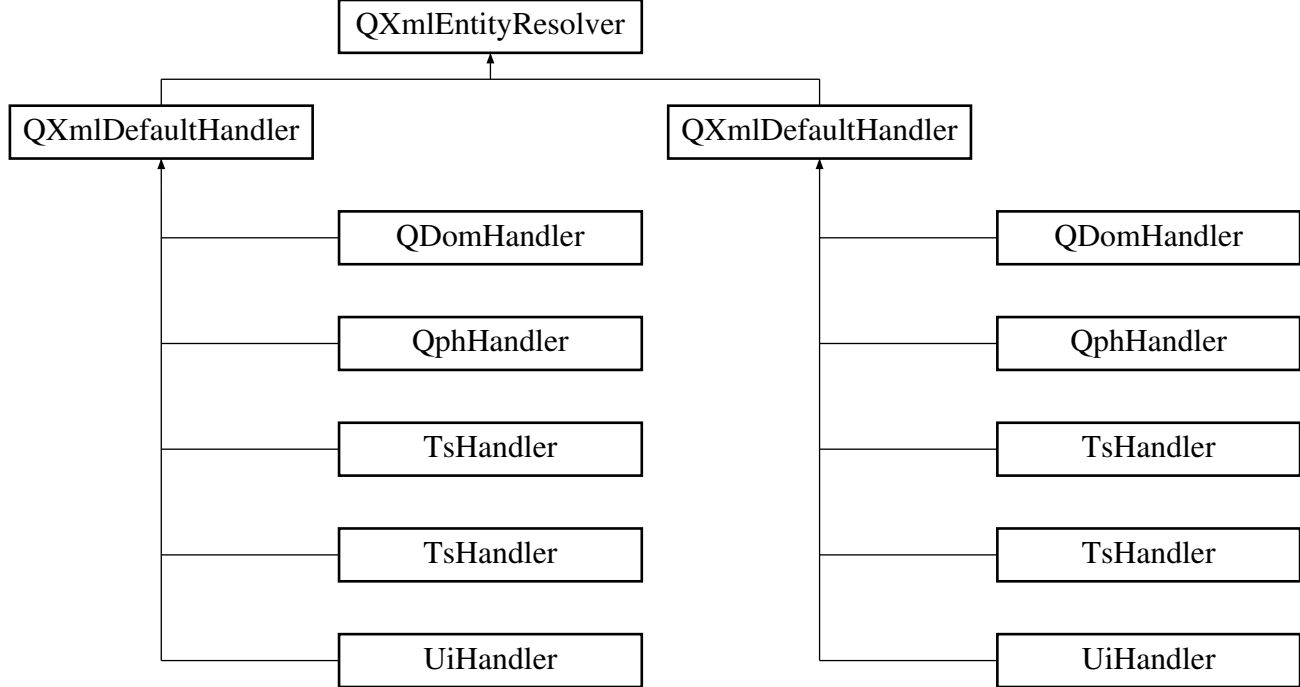 QXmlEntityResolver
QXmlDefaultHandler
QXmlDefaultHandler
QDomHandler
QDomHandler
QphHandler
QphHandler
TsHandler
TsHandler
TsHandler
TsHandler
UiHandler
UiHandler